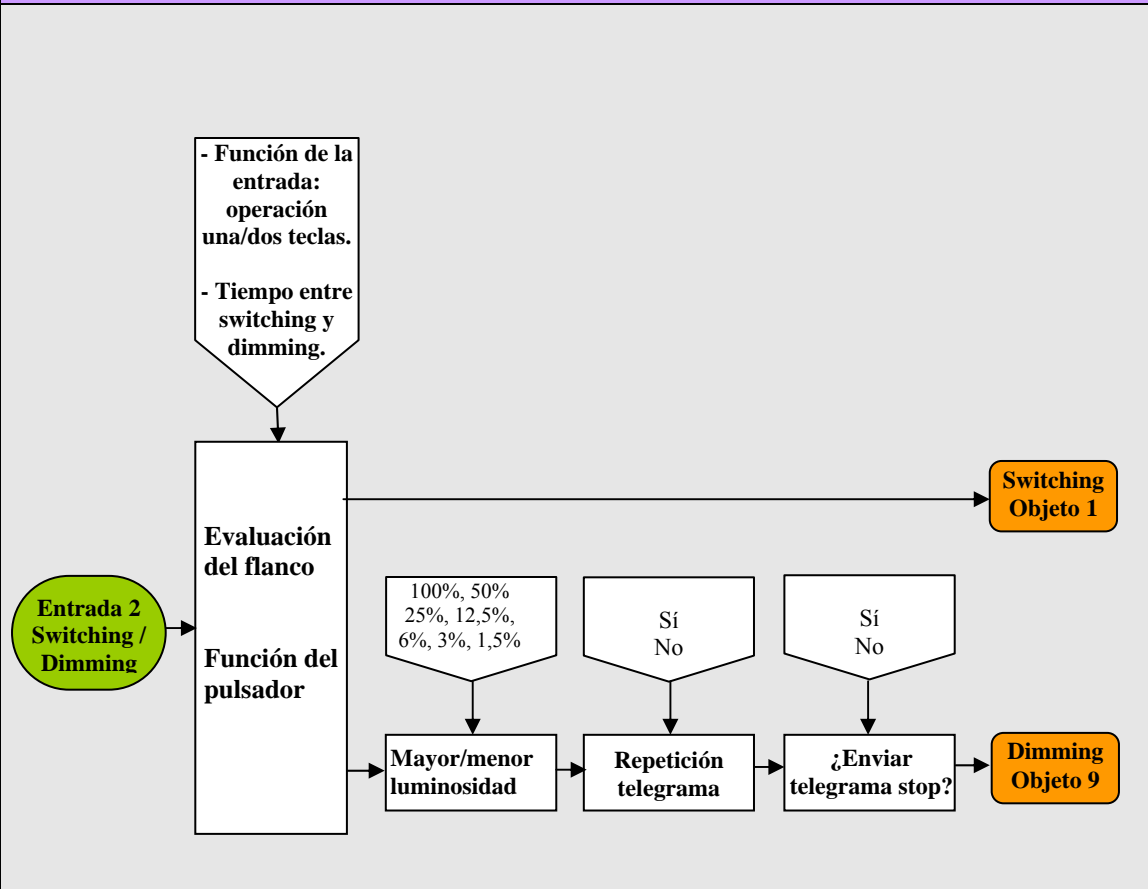 - Función de la
entrada:
operación
una/dos teclas.
- Tiempo entre
switching y
dimming.
Switching
Objeto 1
Evaluación
del flanco
Función del
pulsador
Entrada 2
Switching /
Dimming
100%, 50%
25%, 12,5%,
6%, 3%, 1,5%
Sí
No
Sí
No
Mayor/menor
luminosidad
Repetición
telegrama
¿Enviar
telegrama stop?
Dimming
Objeto 9